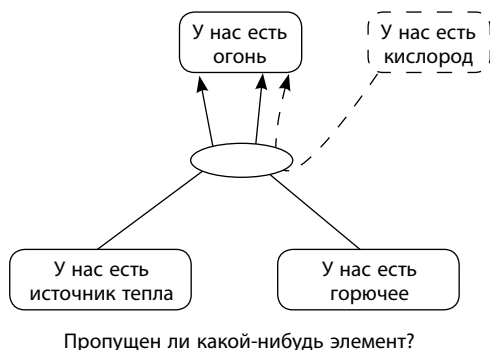 У нас есть
огонь
У нас есть
кислород
У нас есть
источник тепла
У нас есть
горючее
Пропущен ли какой-нибудь элемент?